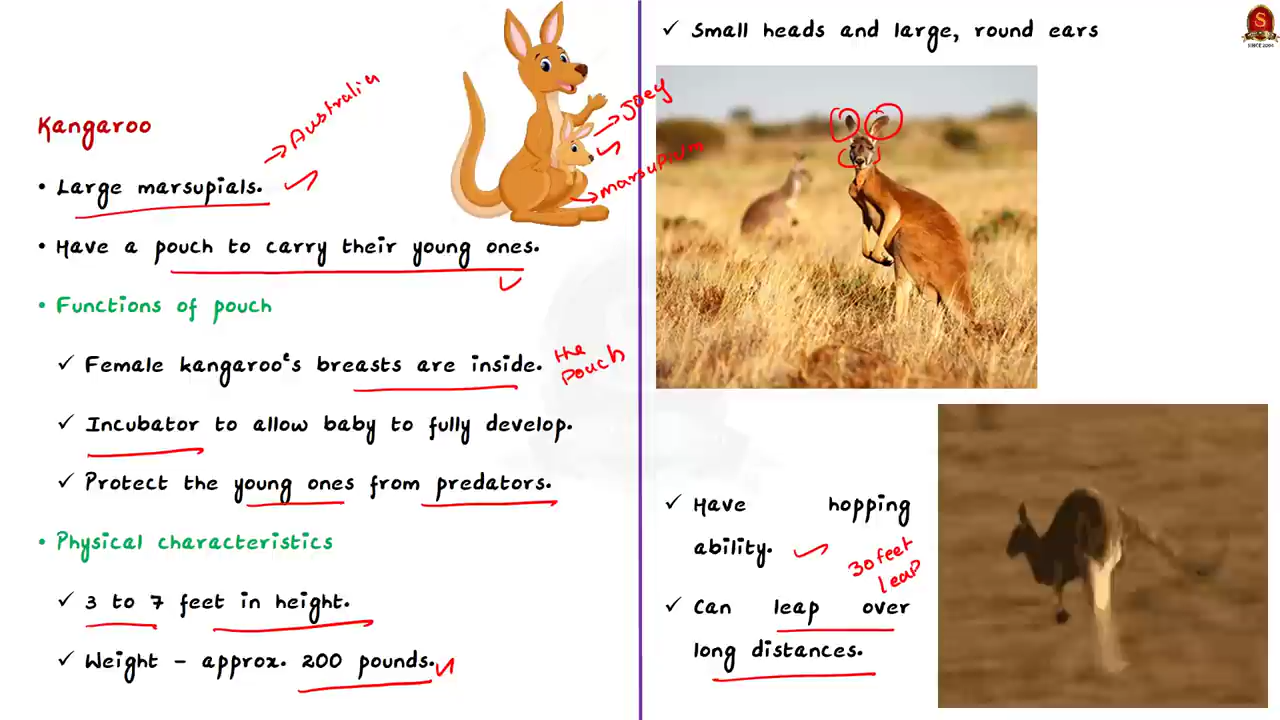 Kangaroo
→ Australia
• Large marsupials.
• Have a pouch to carry their young ones.
→ Joey
→ marsupium
• Functions of pouch
✓ Female kangaroo's breasts are inside. the pouch
✓ Incubator to allow baby to fully develop.
✓ Protect the young ones from predators.
• Physical characteristics
✓ 3 to 7 feet in height.
✓ Weight - approx. 200 pounds.
✓ Small heads and large, round ears
✓ Have hopping
ability.
30 feet
leap
✓ Can leap over
long distances.
S
SINCE 2004